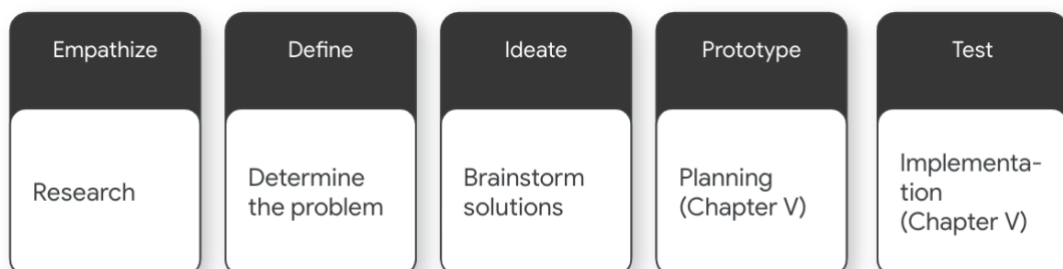 Empathize
Define
Ideate
Prototype
Test
Research
Determine
the problem
Brainstorm
solutions
Planning
(Chapter V)
Implementa-
tion
(Chapter V)